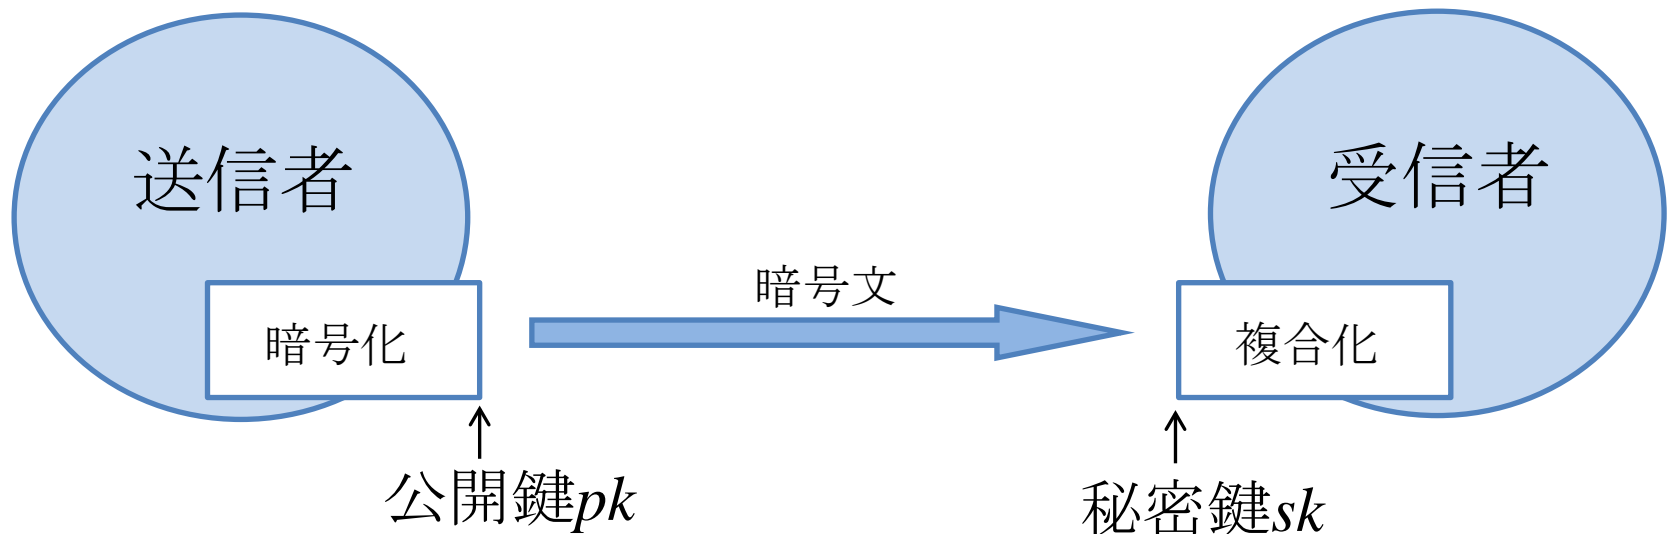 送信者
受信者
暗号文
暗号化
複合化
公開鍵pk
秘密鍵sk